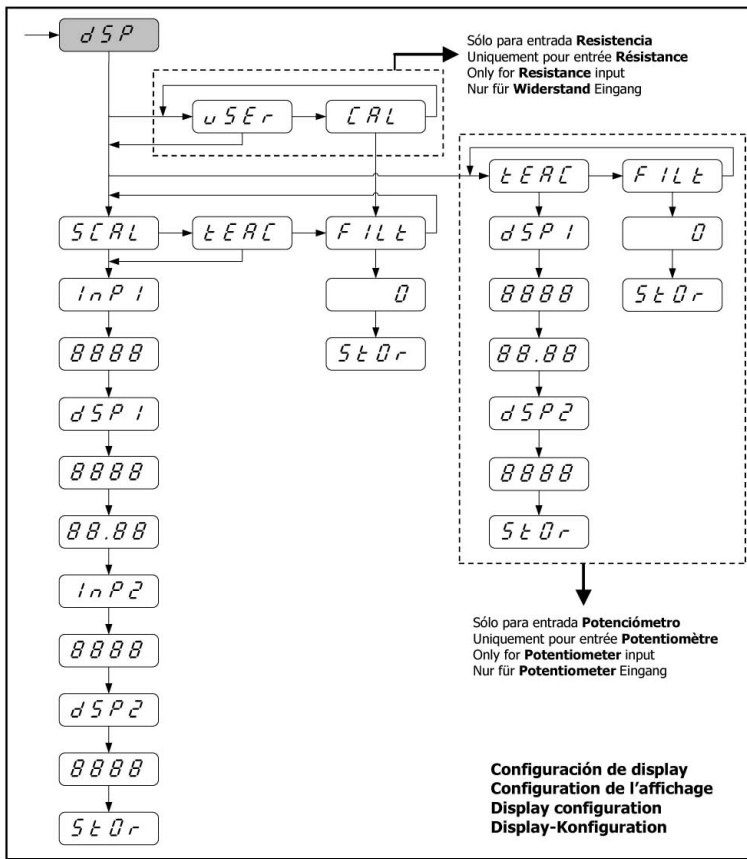 dSP
Sólo para entrada Resistencia
Uniquement pour entrée Résistance
Only for Resistance input
Nur für Widerstand Eingang
uSEr CAL
tEAC FILt
SCAL tEAC FILt
dSP1 0
InP1 0
8888 StOr
8888 StOr
88.88
dSP1
dSP2
8888
8888
88.88
StOr
InP2
8888
dSP2
8888
StOr
Sólo para entrada Potenciómetro
Uniquement pour entrée Potentiomètre
Only for Potentiometer input
Nur für Potentiometer Eingang
Configuración de display
Configuration de l’affichage
Display configuration
Display-Konfiguration